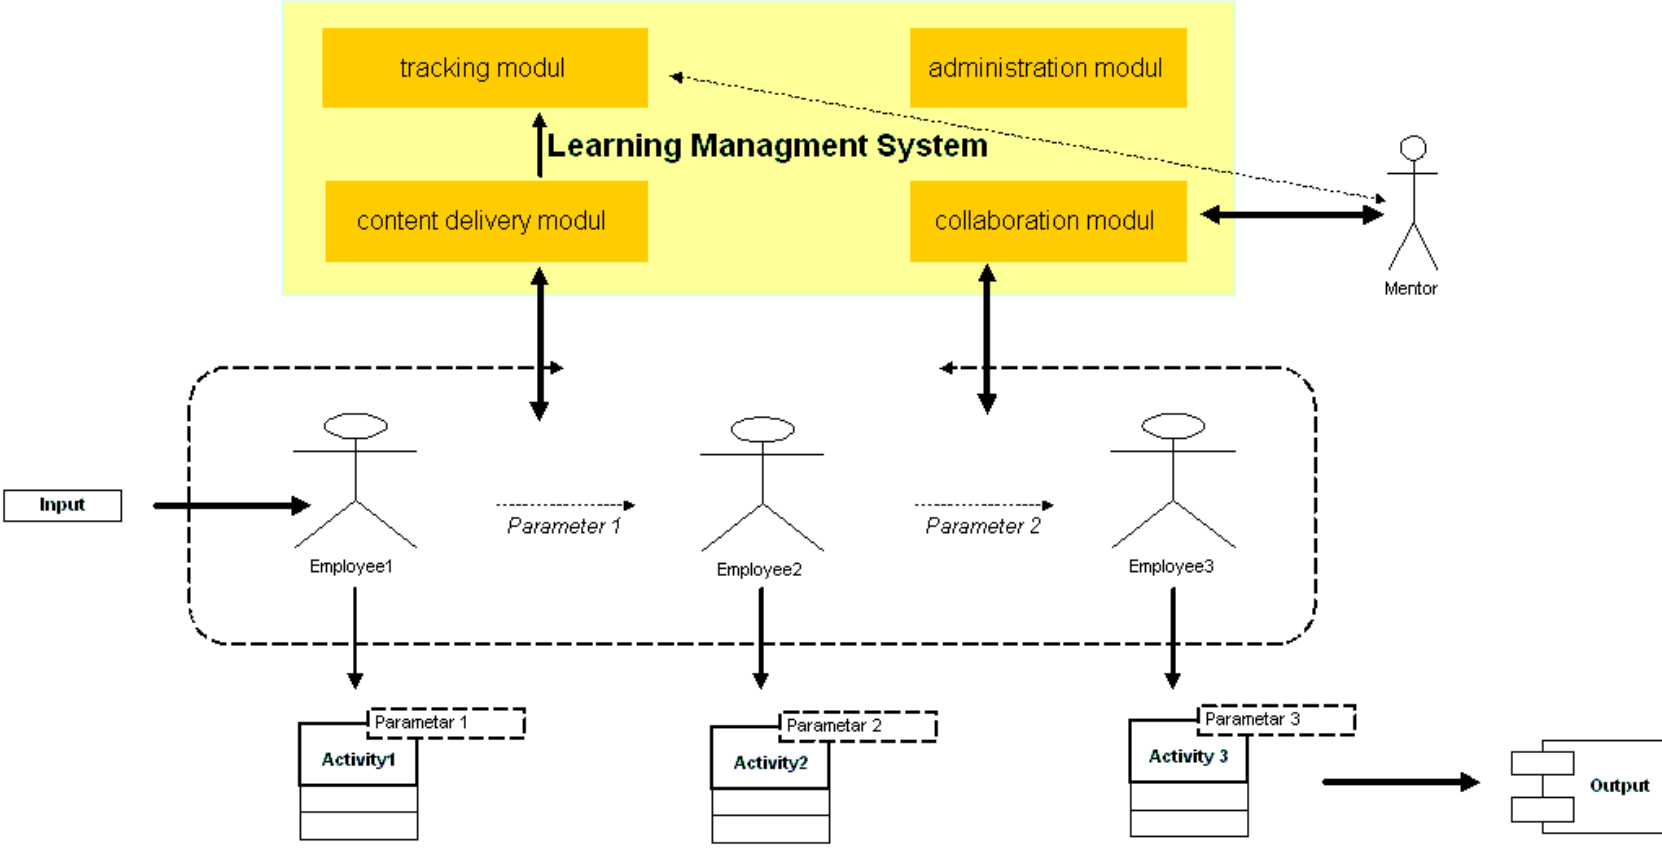 tracking modul
administration modul
Learning Managment System
content delivery modul
collaboration modul
Mentor
Input
Parameter 1
Parameter 2
Employee1
Employee2
Employee3
Parametar 1
Activity1
Parametar 2
Activity2
Parametar 3
Activity 3
Output